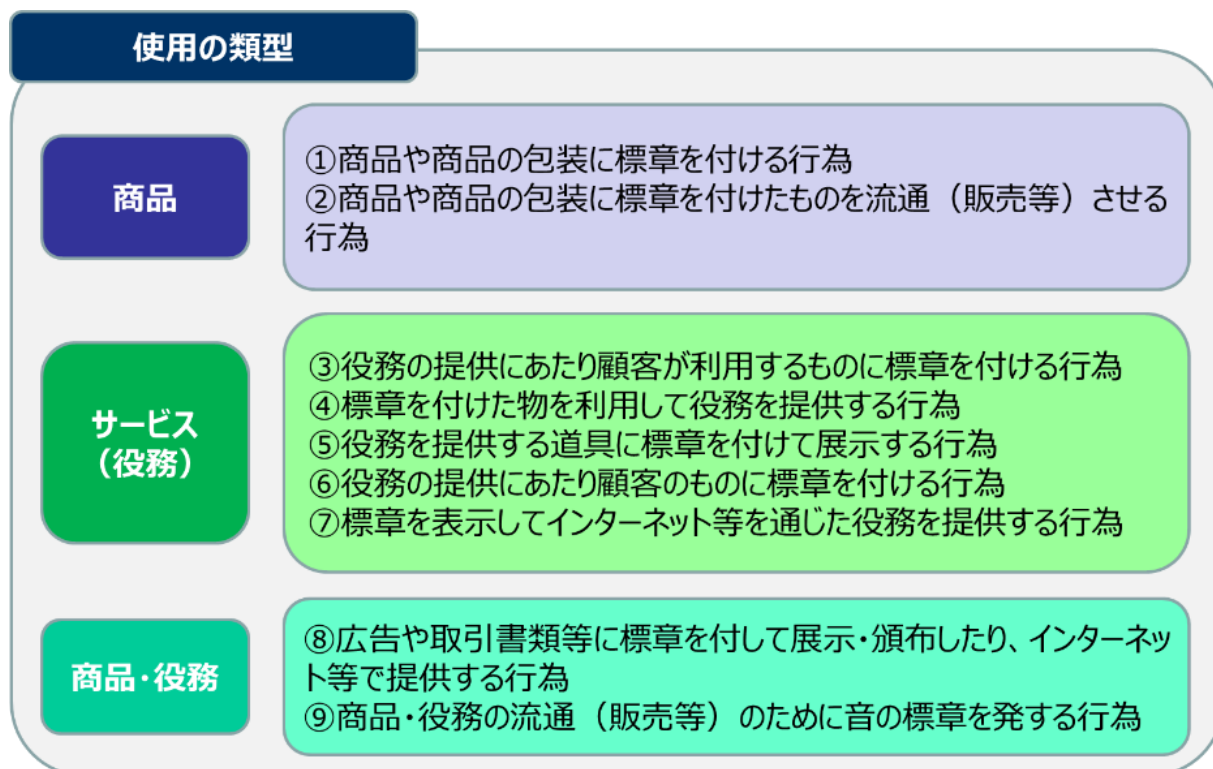 使用の類型
商品
①商品や商品の包装に標章を付ける行為
②商品や商品の包装に標章を付けたものを流通（販売等）させる
行為
サービス
（役務）
③役務の提供にあたり顧客が利用するものに標章を付ける行為
④標章を付けた物を利用して役務を提供する行為
⑤役務を提供する道具に標章を付けて展示する行為
⑥役務の提供にあたり顧客のものに標章を付ける行為
⑦標章を表示してインターネット等を通じた役務を提供する行為
商品・役務
⑧広告や取引書類等に標章を付して展示・頒布したり、インターネッ
ト等で提供する行為
⑨商品・役務の流通（販売等）のために音の標章を発する行為